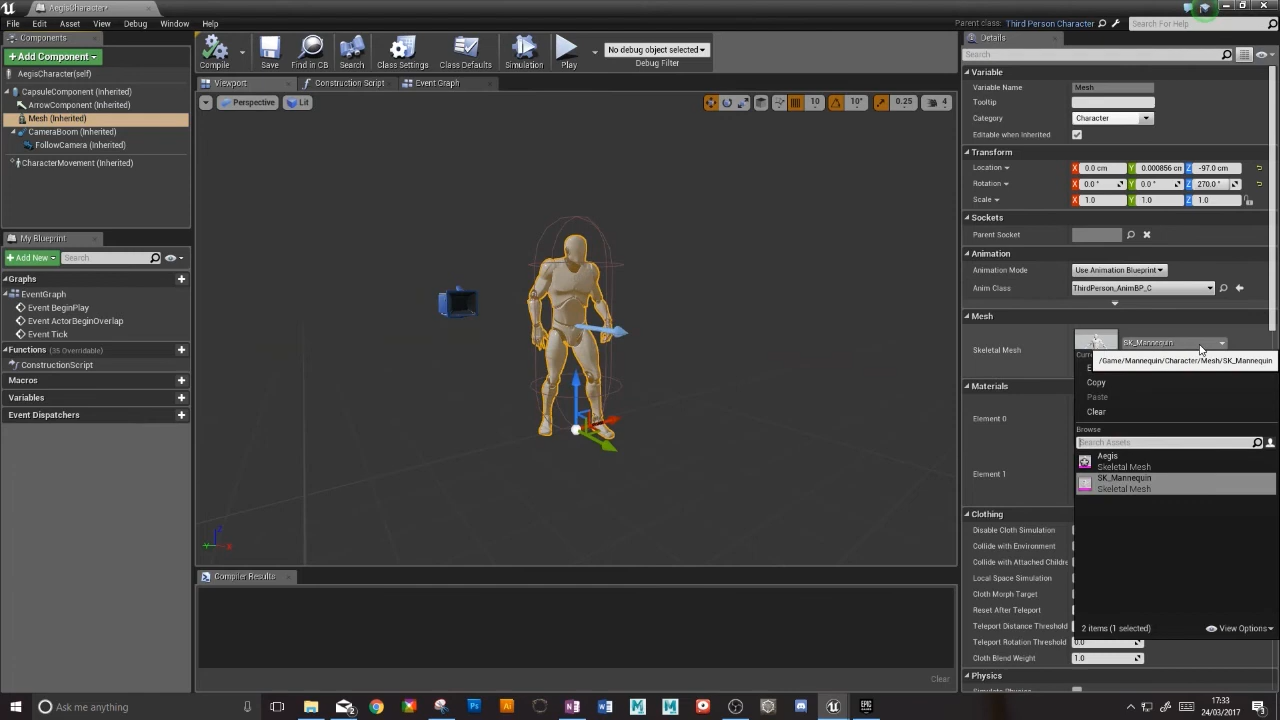 AegisCharacter*
File Edit Asset View Debug Window Help
Parent class: Third Person Character
Search For Help
Components
Add Component
AegisCharacter(self)
CapsuleComponent (Inherited)
ArrowComponent (Inherited)
Mesh (Inherited)
CameraBoom (Inherited)
FollowCamera (Inherited)
CharacterMovement (Inherited)
My Blueprint
Add New Search
Graphs
EventGraph
Event BeginPlay
Event ActorBeginOverlap
Event Tick
Functions (35 Overridable)
ConstructionScript
Macros
Variables
Event Dispatchers
Compile Save Find in CB Search Class Settings Class Defaults Simulation Play
No debug object selected
Debug Filter
Viewport Construction Script Event Graph
Perspective Lit
10 10° 0.25 4
Compiler Results
Clear
Details
Search
Variable
Variable Name Mesh
Tooltip
Category Character
Editable when Inherited
Transform
Location X 0.0 cm Y 0.000856 cm Z -97.0 cm
Rotation X 0.0 ° Y 0.0 ° Z 270.0 °
Scale X 1.0 Y 1.0 Z 1.0
Sockets
Parent Socket
Animation
Animation Mode Use Animation Blueprint
Anim Class ThirdPerson_AnimBP_C
Mesh
Skeletal Mesh SK_Mannequin
/Game/Mannequin/Character/Mesh/SK_Mannequin
Copy
Paste
Clear
Browse
Search Assets
Aegis
Skeletal Mesh
SK_Mannequin
Skeletal Mesh
2 items (1 selected) View Options
Materials
Element 0
Element 1
Clothing
Disable Cloth Simulation
Collide with Environment
Collide with Attached Childre
Local Space Simulation
Cloth Morph Target
Reset After Teleport
Teleport Distance Threshold
Teleport Rotation Threshold 0.0
Cloth Blend Weight 1.0
Physics
Ask me anything
17:33
24/03/2017